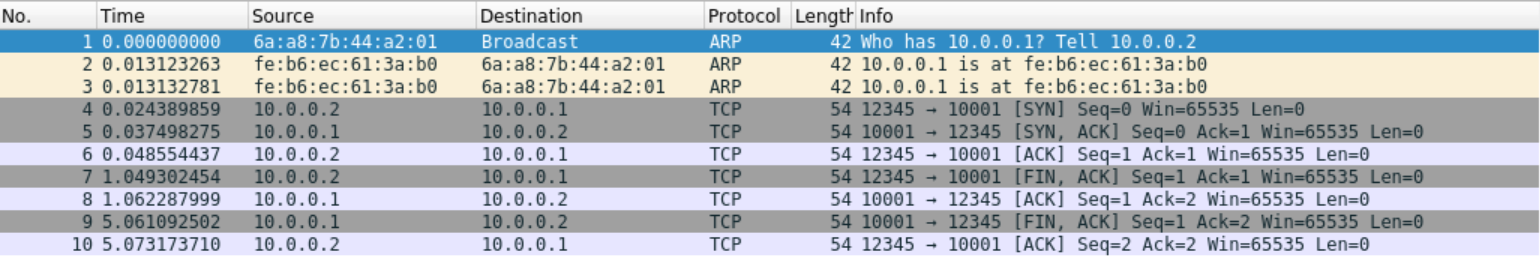 No. Time Source Destination Protocol Length Info
1 0.000000000 6a:a8:7b:44:a2:01 Broadcast ARP 42 Who has 10.0.0.1? Tell 10.0.0.2
2 0.013123263 fe:b6:ec:61:3a:b0 6a:a8:7b:44:a2:01 ARP 42 10.0.0.1 is at fe:b6:ec:61:3a:b0
3 0.013132781 fe:b6:ec:61:3a:b0 6a:a8:7b:44:a2:01 ARP 42 10.0.0.1 is at fe:b6:ec:61:3a:b0
4 0.024389859 10.0.0.2 10.0.0.1 TCP 54 12345 → 10001 [SYN] Seq=0 Win=65535 Len=0
5 0.037498275 10.0.0.1 10.0.0.2 TCP 54 10001 → 12345 [SYN, ACK] Seq=0 Ack=1 Win=65535 Len=0
6 0.048554437 10.0.0.2 10.0.0.1 TCP 54 12345 → 10001 [ACK] Seq=1 Ack=1 Win=65535 Len=0
7 1.049302454 10.0.0.2 10.0.0.1 TCP 54 12345 → 10001 [FIN, ACK] Seq=1 Ack=1 Win=65535 Len=0
8 1.062287999 10.0.0.1 10.0.0.2 TCP 54 10001 → 12345 [ACK] Seq=1 Ack=2 Win=65535 Len=0
9 5.061092502 10.0.0.1 10.0.0.2 TCP 54 10001 → 12345 [FIN, ACK] Seq=1 Ack=2 Win=65535 Len=0
10 5.073173710 10.0.0.2 10.0.0.1 TCP 54 12345 → 10001 [ACK] Seq=2 Ack=2 Win=65535 Len=0